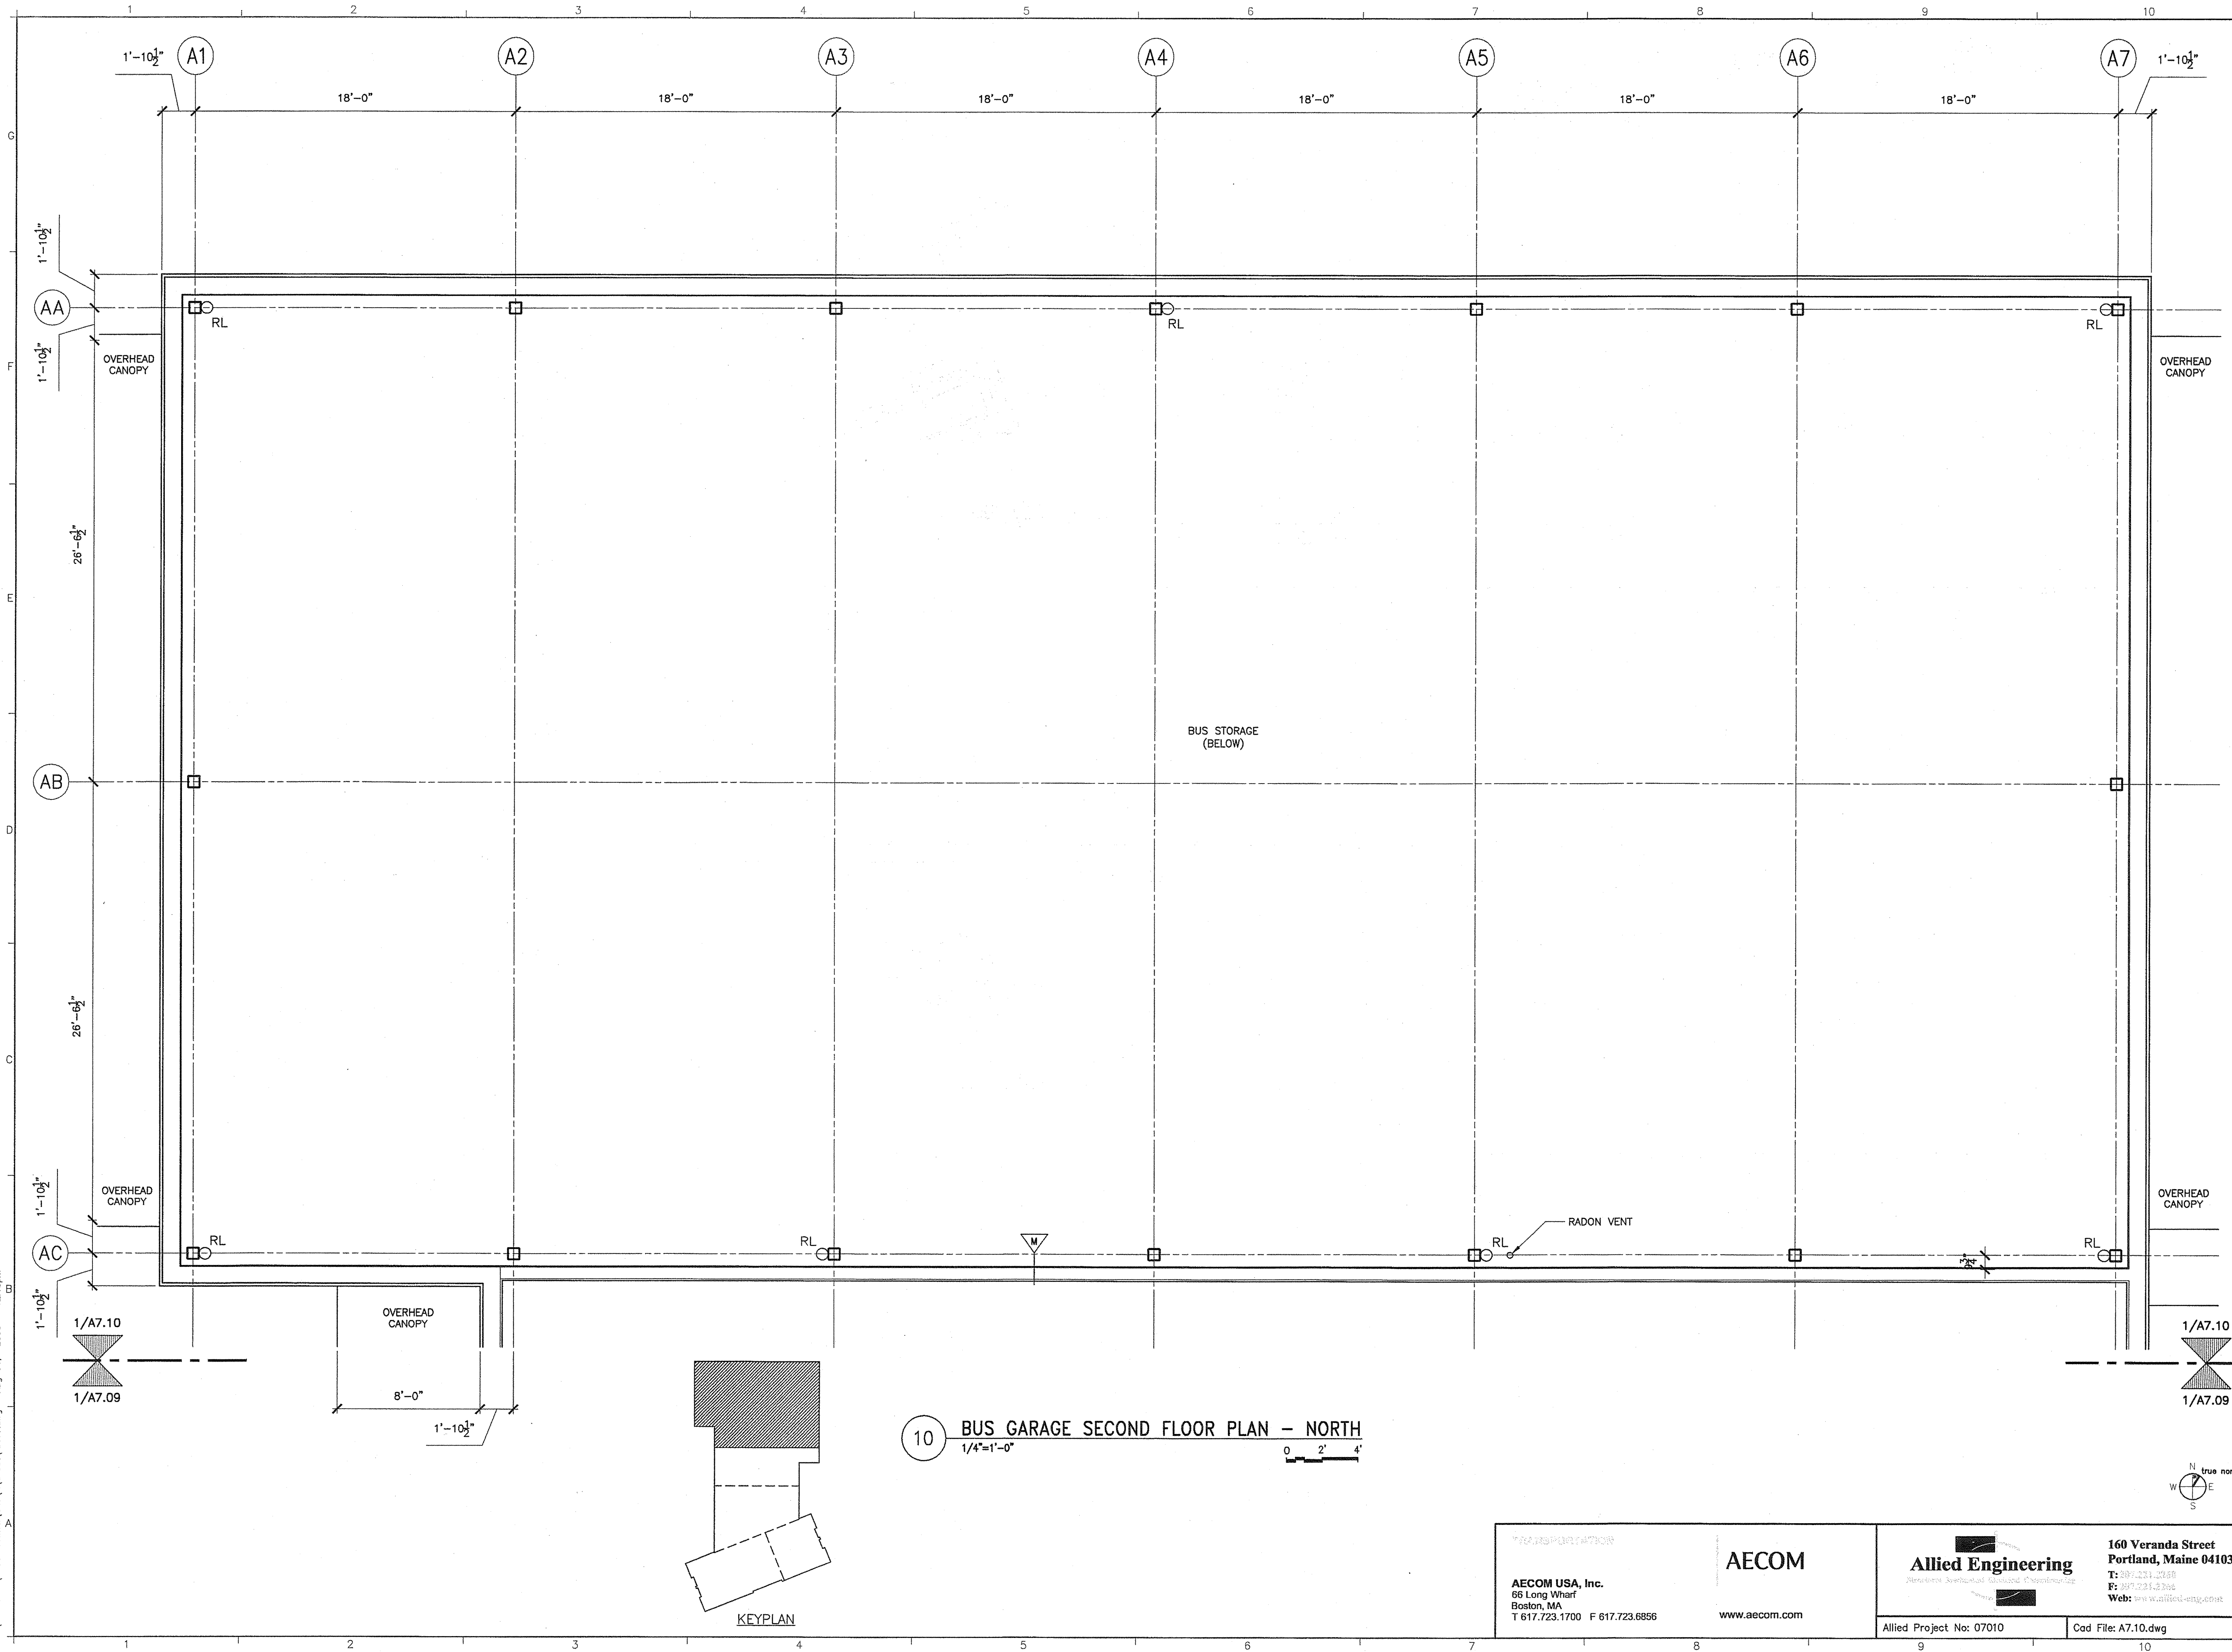 1 2 3 4 5 6 7 8 9 10
A1 A2 A3 A4 A5 A6 A7
1'-10½" 1'-10½"
18'-0" 18'-0" 18'-0" 18'-0" 18'-0" 18'-0"
G
1'-10½"
AA
RL RL RL
1'-10½"
OVERHEAD
CANOPY
OVERHEAD
CANOPY
F
26'-6½"
E
BUS STORAGE
(BELOW)
AB
D
26'-6½"
C
1'-10½"
OVERHEAD
CANOPY
OVERHEAD
CANOPY
RADON VENT
AC
RL RL M RL RL
B
1'-10½"
OVERHEAD
CANOPY
1/A7.10
1/A7.09
1/A7.10
1/A7.09
8'-0"
1'-10½"
10 BUS GARAGE SECOND FLOOR PLAN – NORTH
1/4"=1'-0"
0 2' 4'
N
W E
S
A
KEYPLAN
AECOM
AECOM USA, Inc.
66 Long Wharf
Boston, MA
T 617.723.1700 F 617.723.6856
www.aecom.com
Allied Engineering
160 Veranda Street
Portland, Maine 04103
T:
F:
Web:
Allied Project No: 07010
Cad File: A7.10.dwg
1 2 3 4 5 6 7 8 9 10